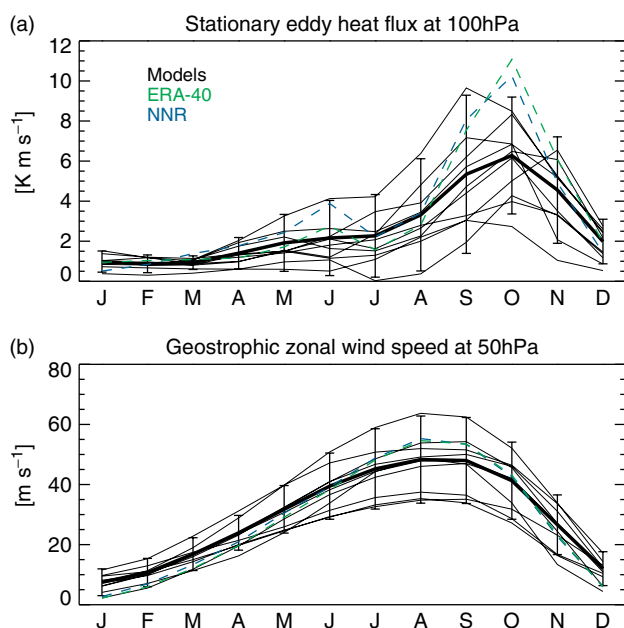 (a) Stationary eddy heat flux at 100hPa
12
10
8
6
4
2
0
[K m s⁻¹]
Models
ERA-40
NNR
J F M A M J J A S O N D
(b) Geostrophic zonal wind speed at 50hPa
80
60
40
20
0
[m s⁻¹]
J F M A M J J A S O N D